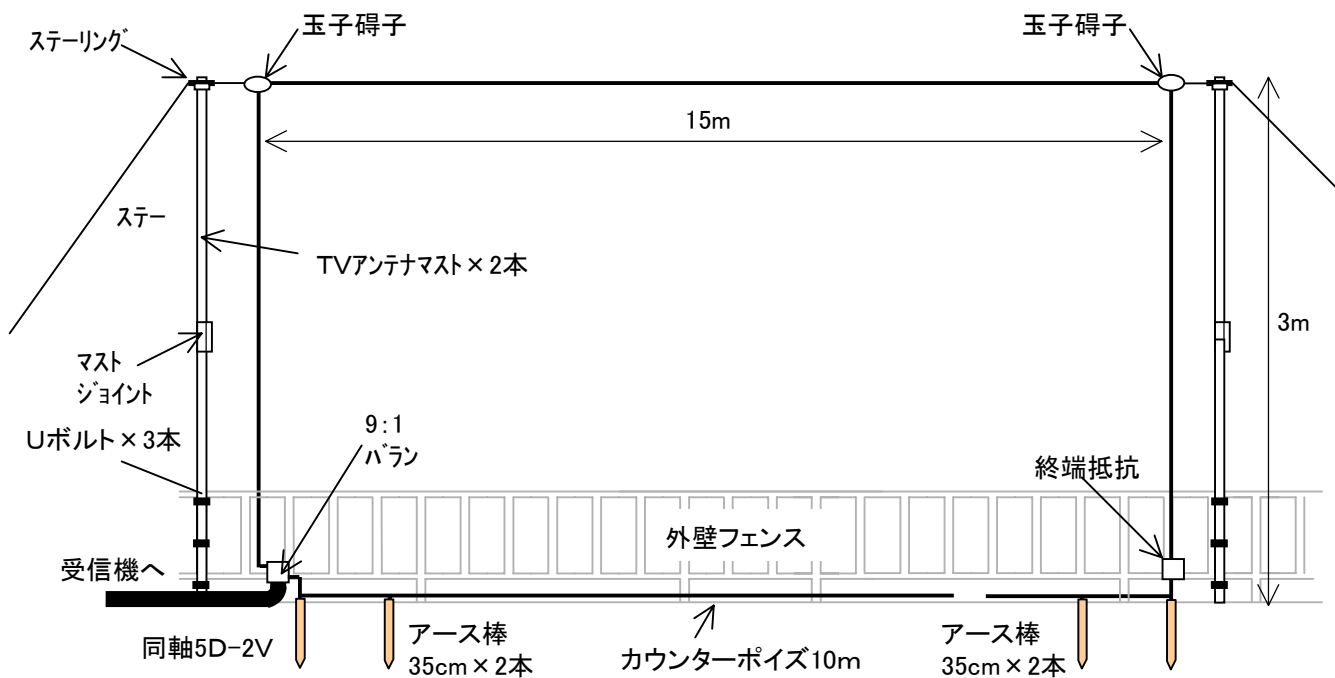 玉子碍子
玉子碍子
ステーリング
15m
ステー
TVアンテナマスト×2本
3m
マスト
ジョイント
9:1
バラン
Uボルト×3本
終端抵抗
外壁フェンス
受信機へ
同軸5D-2V
アース棒
35cm×2本
カウンターポイズ10m
アース棒
35cm×2本